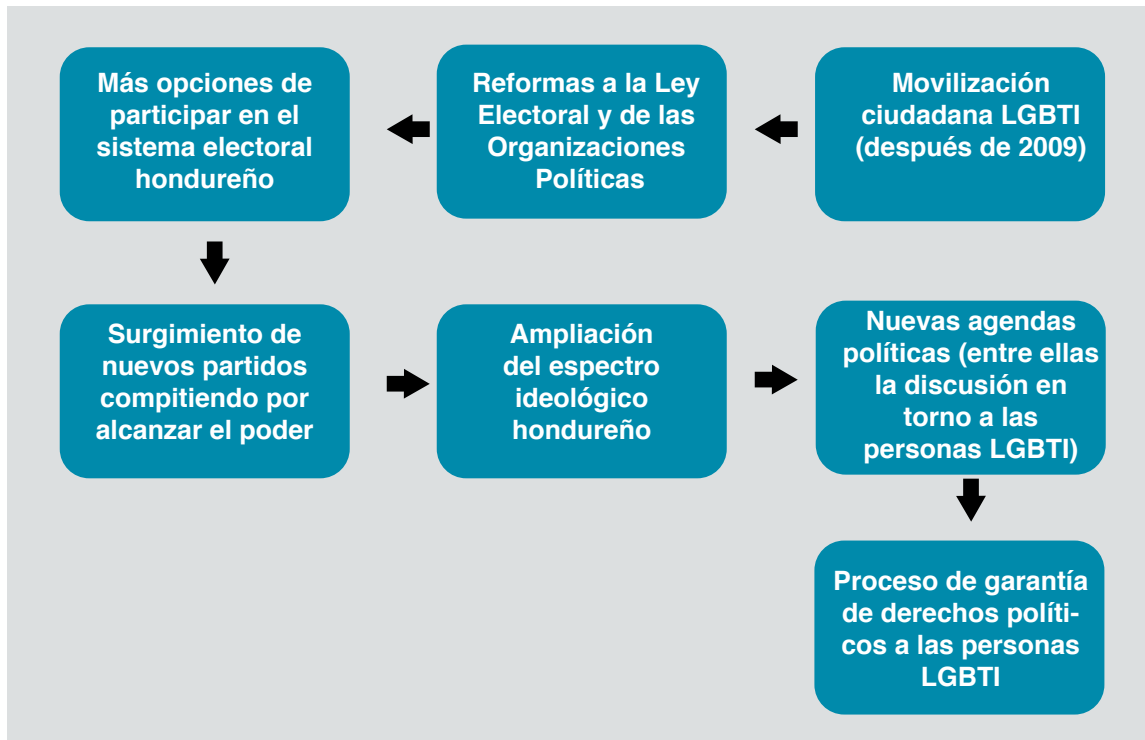 Más opciones de
participar en el
sistema electoral
hondureño
Reformas a la Ley
Electoral y de las
Organizaciones
Políticas
Movilización
ciudadana LGBTI
(después de 2009)
Surgimiento de
nuevos partidos
compitiendo por
alcanzar el poder
Ampliación
del espectro
ideológico
hondureño
Nuevas agendas
políticas (entre ellas
la discusión en
torno a las
personas LGBTI)
Proceso de garantía
de derechos políti-
cos a las personas
LGBTI